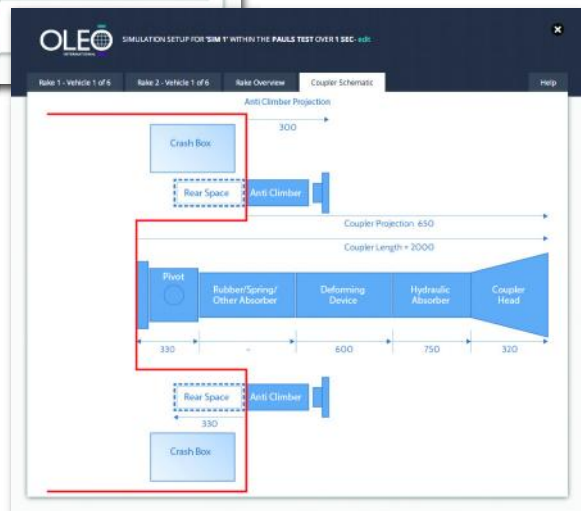 OLEO
INTERNATIONAL
SIMULATION SETUP FOR 'SIM 1' WITHIN THE PAULS TEST OVER 1 SEC- edit
Rake 1 - Vehicle 1 of 6
Rake 2 - Vehicle 1 of 6
Rake Overview
Coupler Schematic
Help
Anti Climber Projection
300
Crash Box
Rear Space
Anti Climber
Coupler Projection 650
Coupler Length = 2000
Pivot
Rubber/Spring/
Other Absorber
Deforming
Device
Hydraulic
Absorber
Coupler
Head
330
-
600
750
320
Rear Space
Anti Climber
330
Crash Box